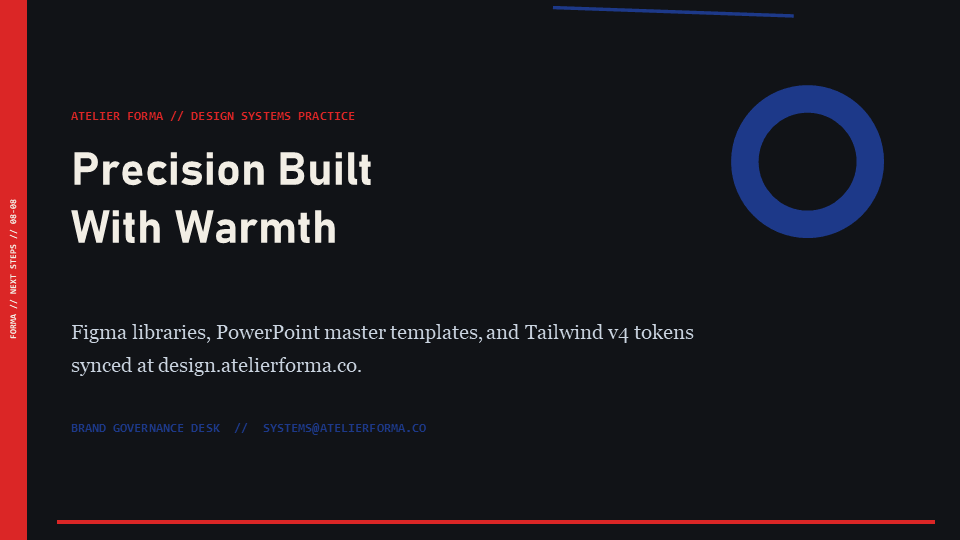 ATELIER FORMA // DESIGN SYSTEMS PRACTICE
Precision Built
With Warmth
Figma libraries, PowerPoint master templates, and Tailwind v4 tokens
synced at design.atelierforma.co.
BRAND GOVERNANCE DESK // SYSTEMS@ATELIERFORMA.CO
FORMA // NEXT STEPS // 08-08